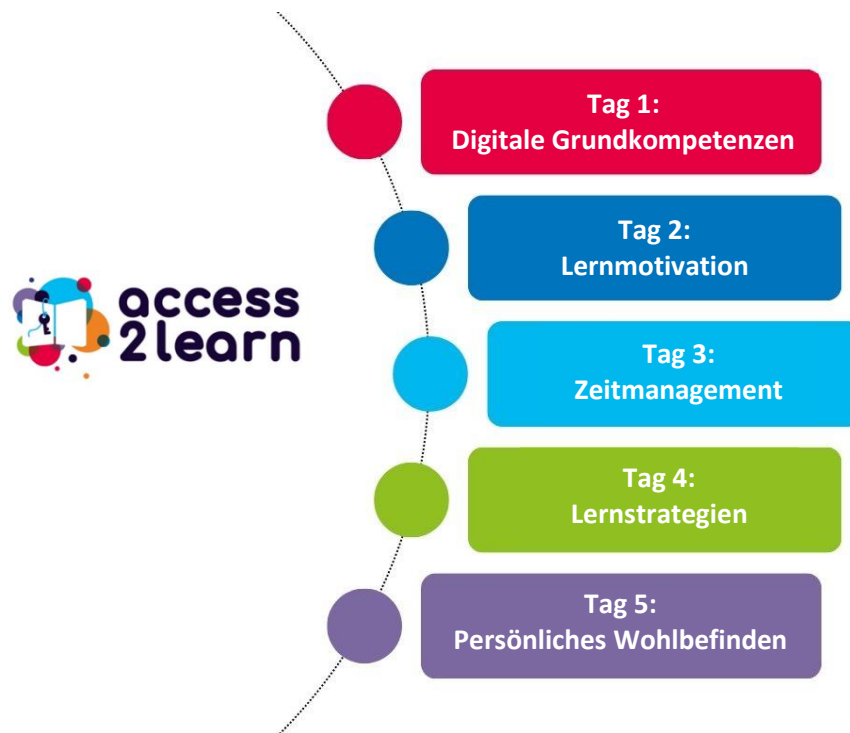 access
2learn
Tag 1:
Digitale Grundkompetenzen
Tag 2:
Lernmotivation
Tag 3:
Zeitmanagement
Tag 4:
Lernstrategien
Tag 5:
Persönliches Wohlbefinden